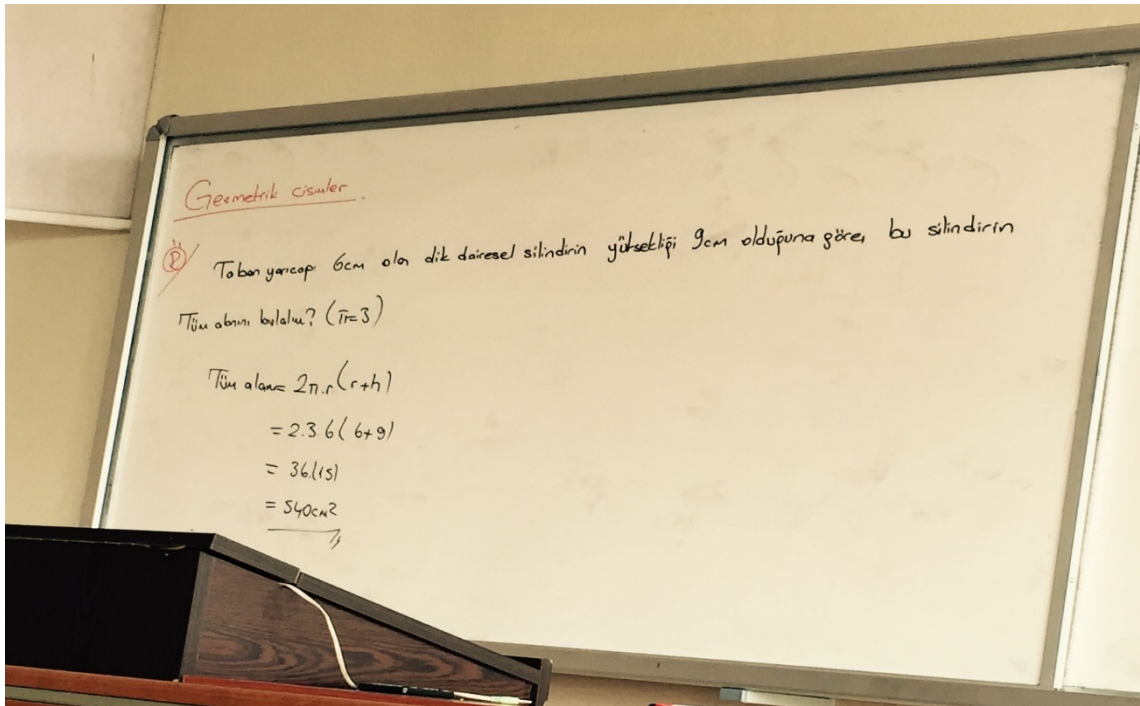 Geometrik cisimler.
Taban yarıçapı 6cm olan dik dairesel silindirin yüksekliği 9cm olduğuna göre, bu silindirin
Tüm alanını bulalım? (π=3)
Tüm alan= 2π.r(r+h)
= 2.3.6(6+9)
= 36.(15)
= 540cm2